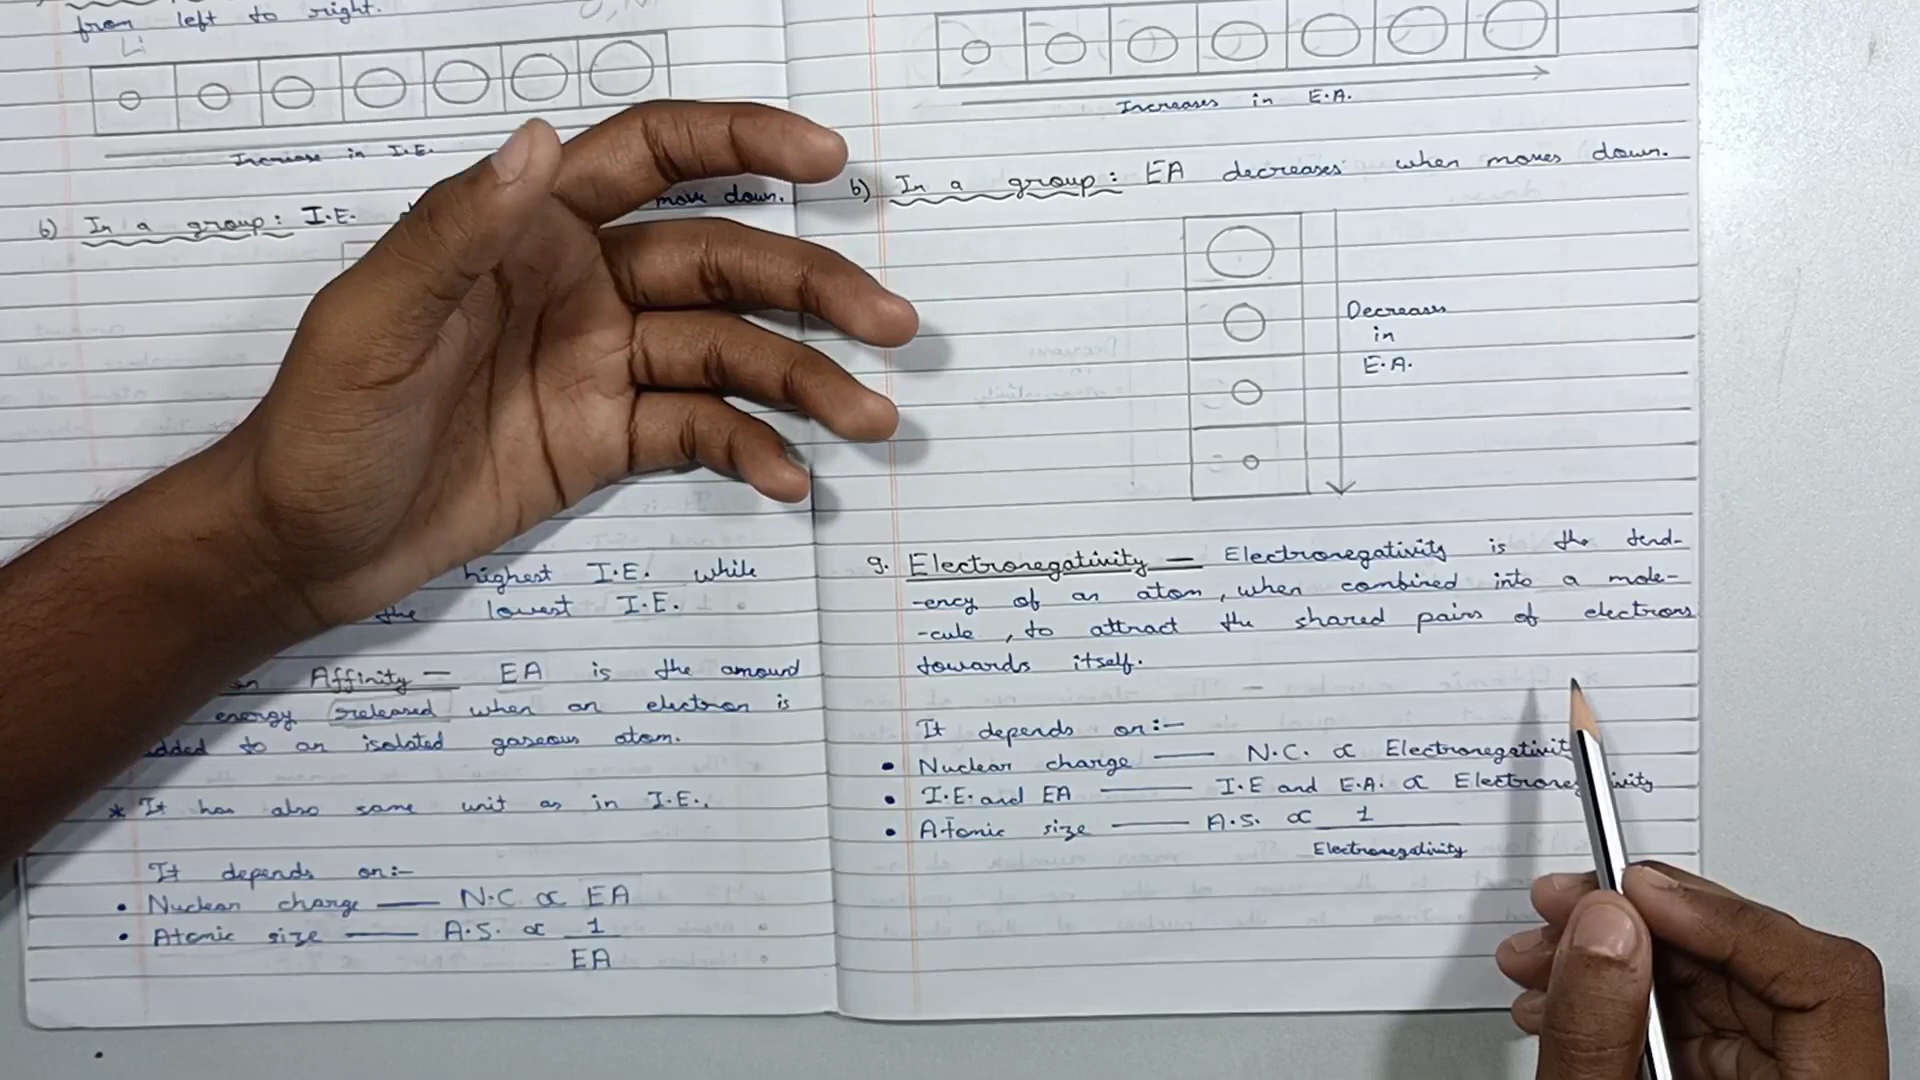 from left to right.
Li
Increase in I.E.
b) In a group: I.E. move down.
highest I.E. while
the lowest I.E.
Affinity — EA is the amound
energy released when an electron is
added to an isolated gaseous atom.
* It has also same unit as in I.E.
It depends on:—
• Nuclear charge — N.C ∝ EA
• Atomic size — A.S. ∝ 1
EA
Increases in E.A.
b) In a group: EA decreases when moves down.
Decreases
in
E.A.
9. Electronegativity — Electronegativity is the tend-
-ency of an atom, when combined into a mole-
-cule, to attract the shared pairs of electrons
towards itself.
It depends on:—
• Nuclear charge — N.C. ∝ Electronegativity
• I.E. and EA — I.E and E.A. ∝ Electronegativity
• Atomic size — A.S. ∝ 1
Electronegativity